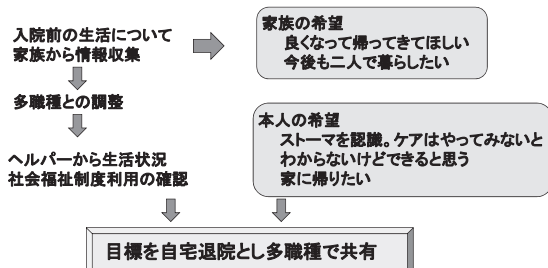 入院前の生活について
家族から情報収集
家族の希望
良くなって帰ってきてほしい
今後も二人で暮らしたい
多職種との調整
本人の希望
ストーマを認識。ケアはやってみないと
わからないけどできると思う
家に帰りたい
ヘルパーから生活状況
社会福祉制度利用の確認
目標を自宅退院とし多職種で共有